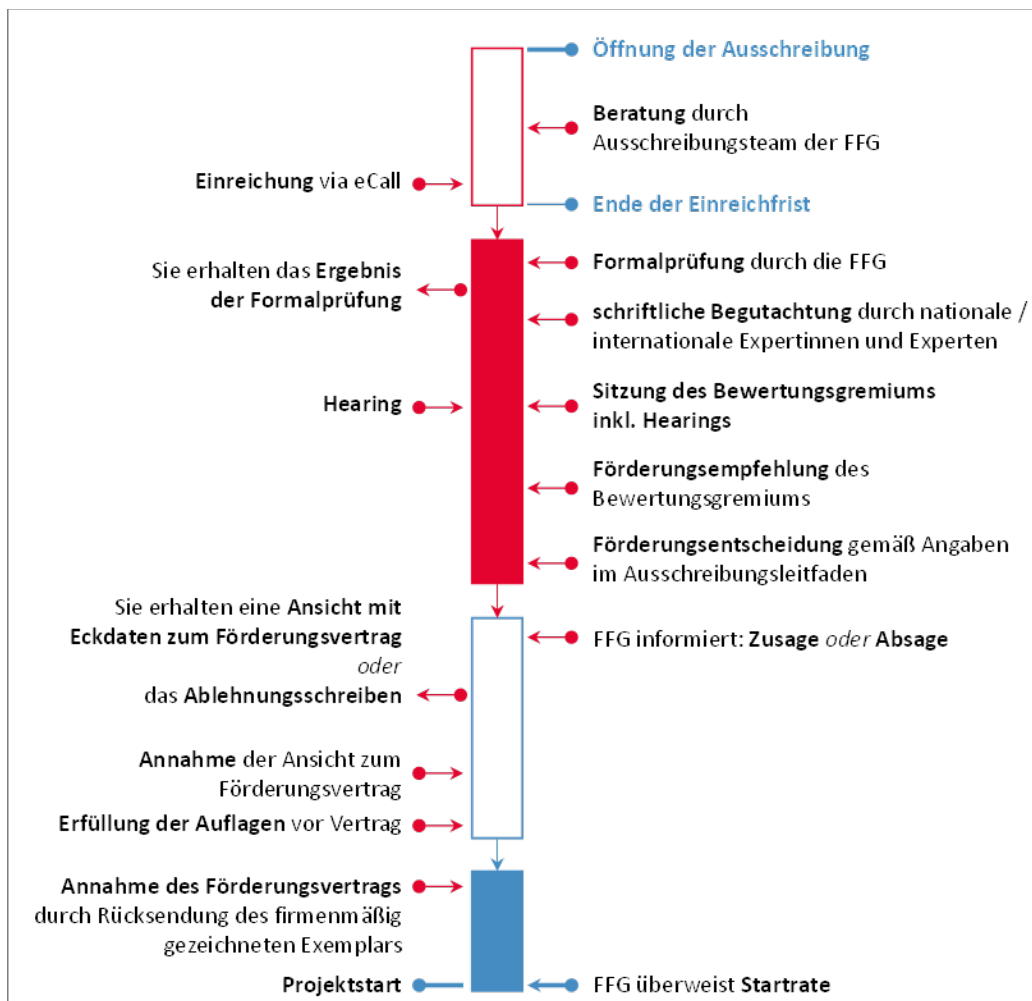 Öffnung der Ausschreibung
Beratung durch
Ausschreibungsteam der FFG
Einreichung via eCall
Ende der Einreichfrist
Formalprüfung durch die FFG
Sie erhalten das Ergebnis
der Formalprüfung
schriftliche Begutachtung durch nationale /
internationale Expertinnen und Experten
Hearing
Sitzung des Bewertungsgremiums
inkl. Hearings
Förderungsempfehlung des
Bewertungsgremiums
Förderungsentscheidung gemäß Angaben
im Ausschreibungsleitfaden
Sie erhalten eine Ansicht mit
Eckdaten zum Förderungsvertrag
oder
das Ablehnungsschreiben
FFG informiert: Zusage oder Absage
Annahme der Ansicht zum
Förderungsvertrag
Erfüllung der Auflagen vor Vertrag
Annahme des Förderungsvertrags
durch Rücksendung des firmenmäßig
gezeichneten Exemplars
Projektstart
FFG überweist Startrate